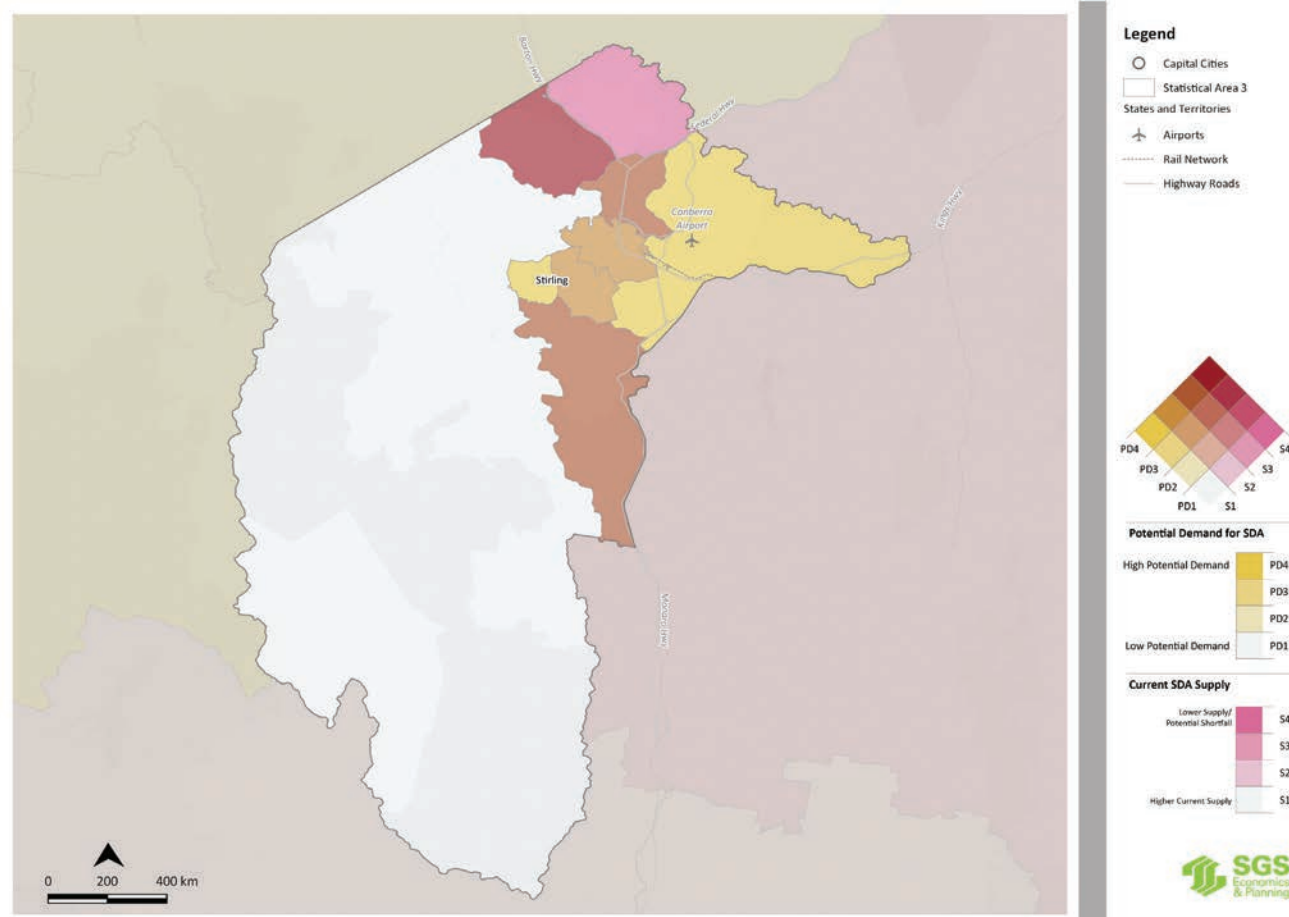 Barton Hwy
Federal Hwy
Kings Hwy
Canberra
Airport
Stirling
Monaro Hwy
0 200 400 km
Legend
Capital Cities
Statistical Area 3
States and Territories
Airports
Rail Network
Highway Roads
PD4 S4
PD3 S3
PD2 S2
PD1 S1
Potential Demand for SDA
High Potential Demand PD4
PD3
PD2
Low Potential Demand PD1
Current SDA Supply
Lower Supply/
Potential Shortfall S4
S3
S2
Higher Current Supply S1
SGS
Economics
& Planning